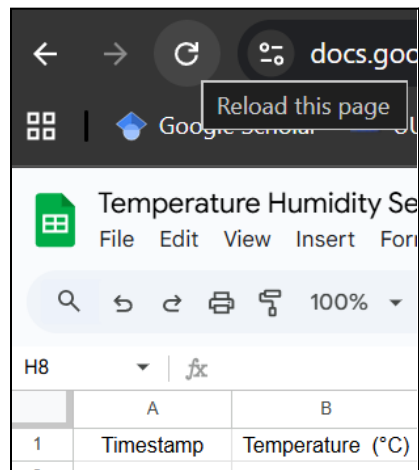 docs.goo
Reload this page
Google Scholar
Temperature Humidity Se
File Edit View Insert For
100%
H8 fx
A B
1 Timestamp Temperature (°C)